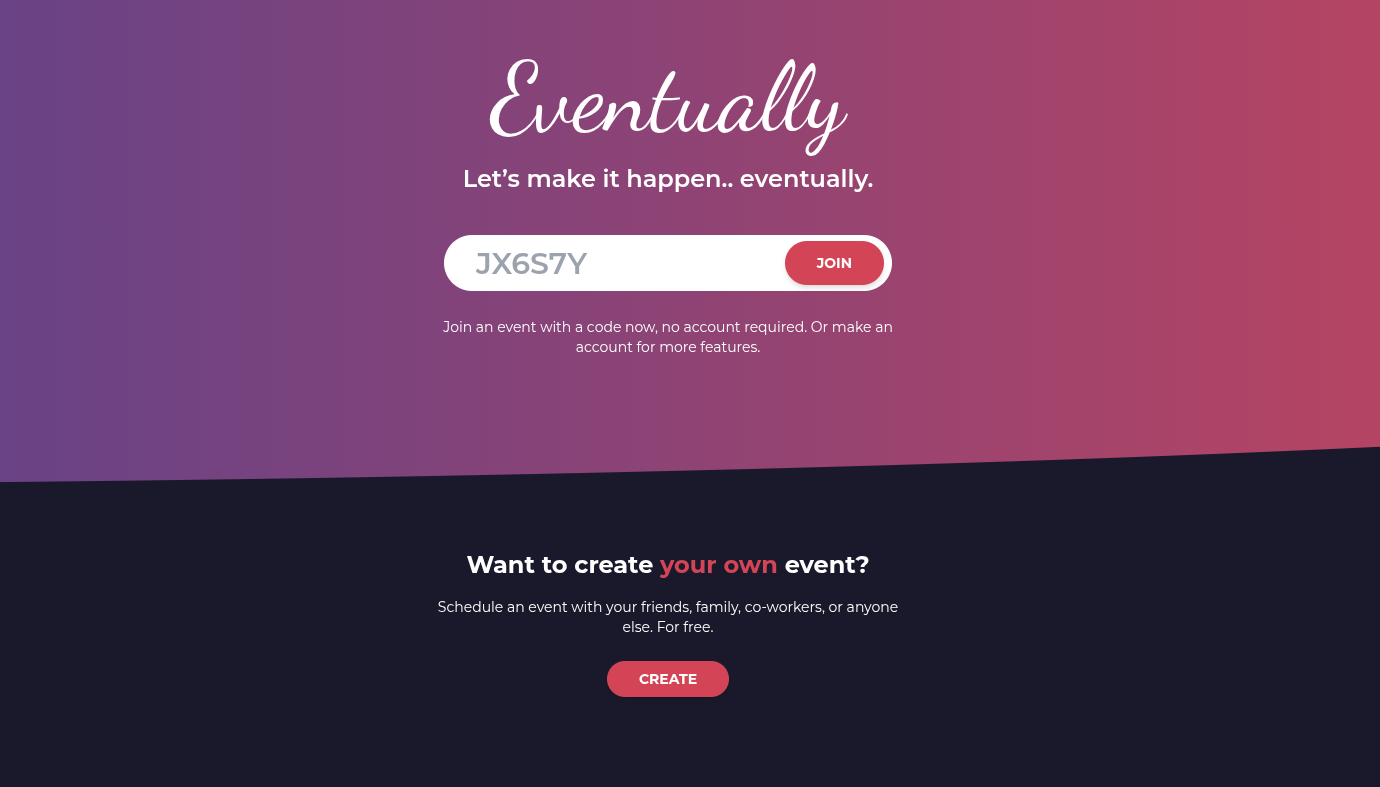 Eventually
Let’s make it happen.. eventually.
JX6S7Y
JOIN
Join an event with a code now, no account required. Or make an
account for more features.
Want to create your own event?
Schedule an event with your friends, family, co-workers, or anyone
else. For free.
CREATE